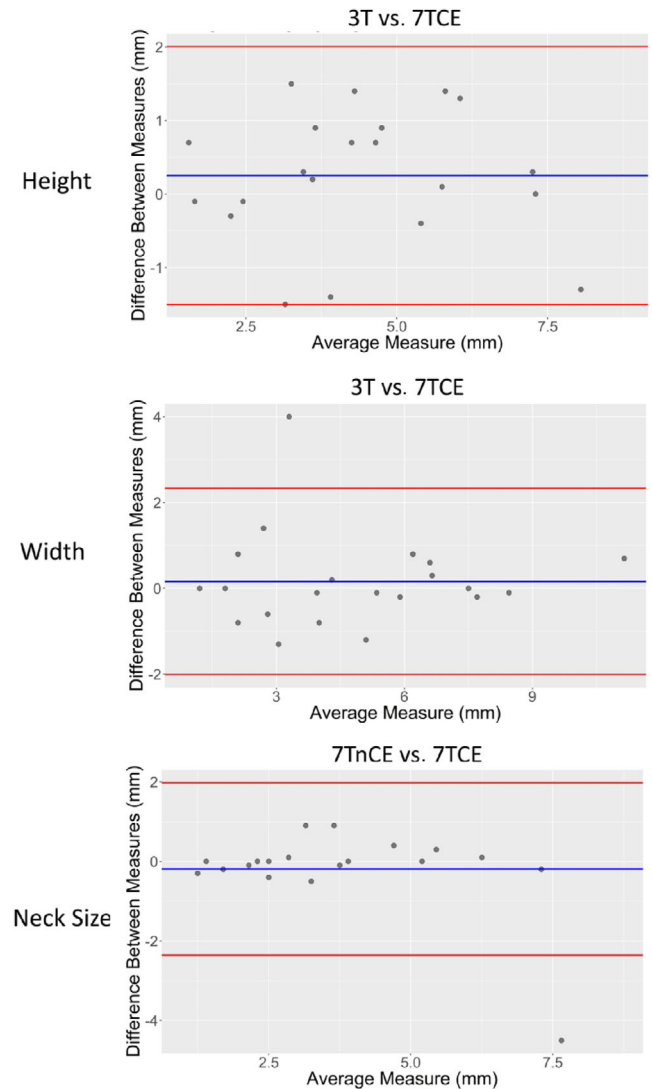 3T vs. 7TCE
Height
Difference Between Measures (mm)
2
1
0
-1
2.5 5.0 7.5
Average Measure (mm)
3T vs. 7TCE
Width
Difference Between Measures (mm)
4
2
0
-2
3 6 9
Average Measure (mm)
7TnCE vs. 7TCE
Neck Size
Difference Between Measures (mm)
2
0
-2
-4
2.5 5.0 7.5
Average Measure (mm)